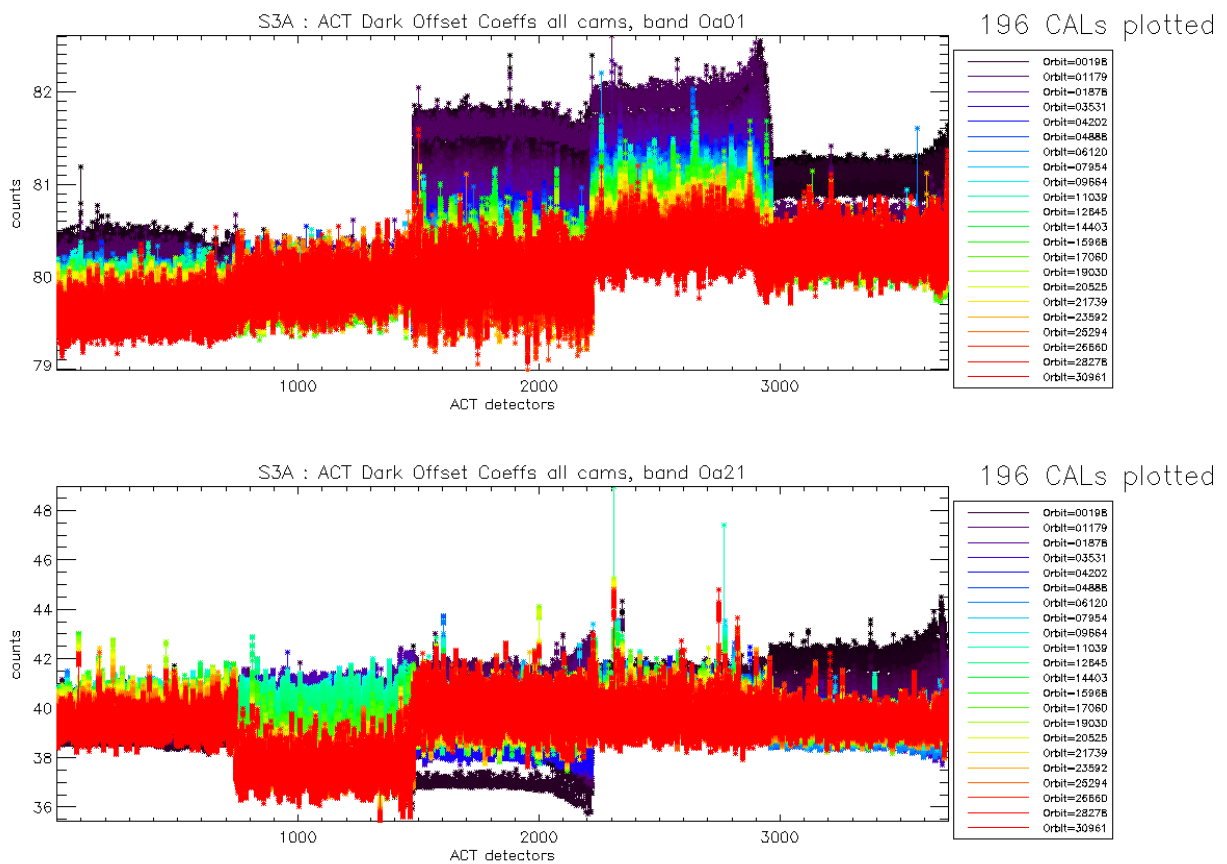 S3A : ACT Dark Offset Coeffs all cams, band Oa01
196 CALs plotted
82
81
80
79
counts
1000
2000
3000
ACT detectors
Orbit=00198
Orbit=01179
Orbit=01878
Orbit=03531
Orbit=04202
Orbit=04888
Orbit=06120
Orbit=07954
Orbit=09664
Orbit=11039
Orbit=12645
Orbit=14403
Orbit=15968
Orbit=17060
Orbit=19030
Orbit=20525
Orbit=21739
Orbit=23592
Orbit=25294
Orbit=26660
Orbit=28278
Orbit=30961
S3A : ACT Dark Offset Coeffs all cams, band Oa21
196 CALs plotted
48
46
44
42
40
38
36
counts
1000
2000
3000
ACT detectors
Orbit=00198
Orbit=01179
Orbit=01878
Orbit=03531
Orbit=04202
Orbit=04888
Orbit=06120
Orbit=07954
Orbit=09664
Orbit=11039
Orbit=12645
Orbit=14403
Orbit=15968
Orbit=17060
Orbit=19030
Orbit=20525
Orbit=21739
Orbit=23592
Orbit=25294
Orbit=26660
Orbit=28278
Orbit=30961